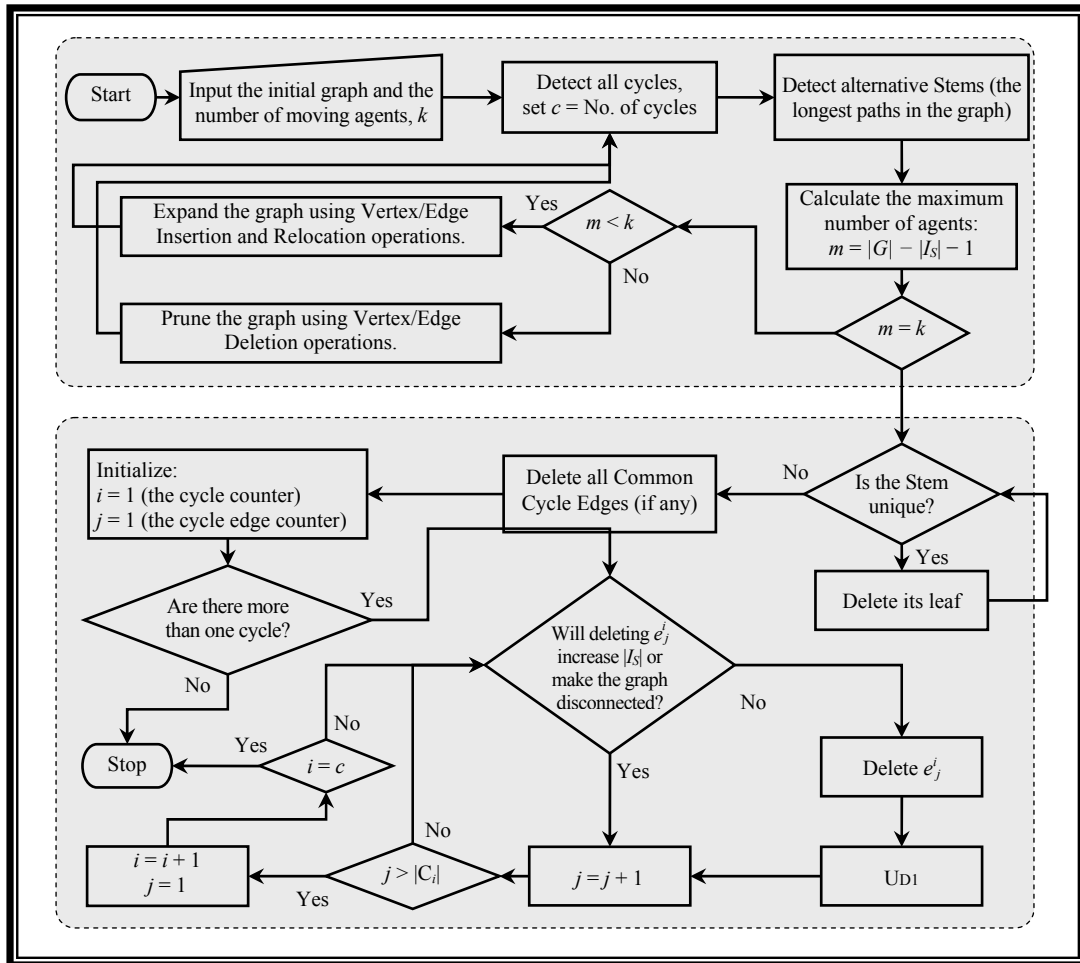 Start
Input the initial graph and the
number of moving agents, k
Detect all cycles,
set c = No. of cycles
Detect alternative Stems (the
longest paths in the graph)
Calculate the maximum
number of agents:
m = |G| − |I_S| − 1
m = k
m < k
Yes
No
Expand the graph using Vertex/Edge
Insertion and Relocation operations.
Prune the graph using Vertex/Edge
Deletion operations.
Is the Stem
unique?
No
Yes
Delete its leaf
Delete all Common
Cycle Edges (if any)
Initialize:
i = 1 (the cycle counter)
j = 1 (the cycle edge counter)
Are there more
than one cycle?
Yes
No
Stop
Will deleting e_j^i
increase |I_S| or
make the graph
disconnected?
No
Yes
Delete e_j^i
UD1
j = j + 1
j > |C_i|
No
Yes
i = i + 1
j = 1
i = c
No
Yes